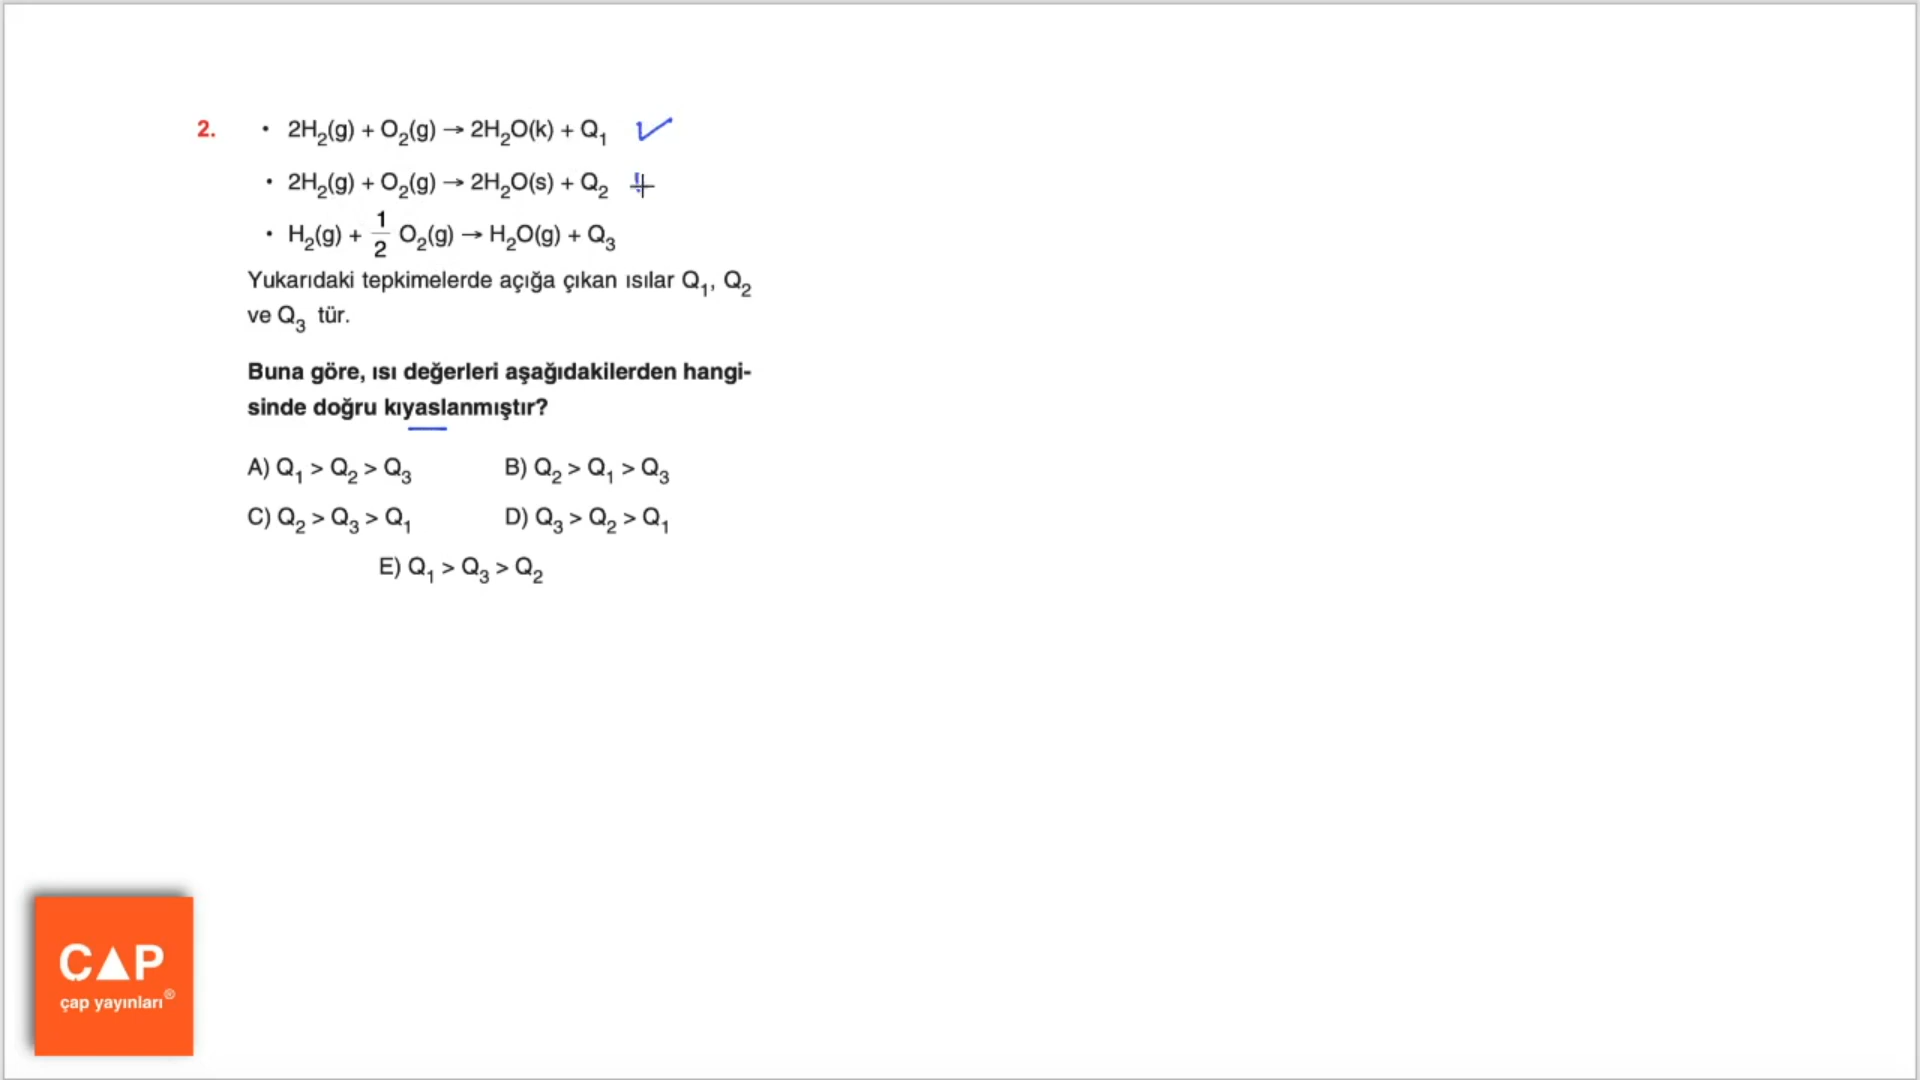 2. • 2H₂(g) + O₂(g) → 2H₂O(k) + Q₁
• 2H₂(g) + O₂(g) → 2H₂O(s) + Q₂
• H₂(g) + 1/2 O₂(g) → H₂O(g) + Q₃
Yukarıdaki tepkimelerde açığa çıkan ısılar Q₁, Q₂
ve Q₃ tür.
Buna göre, ısı değerleri aşağıdakilerden hangi-
sinde doğru kıyaslanmıştır?
A) Q₁ > Q₂ > Q₃ B) Q₂ > Q₁ > Q₃
C) Q₂ > Q₃ > Q₁ D) Q₃ > Q₂ > Q₁
E) Q₁ > Q₃ > Q₂
ÇAP
çap yayınları®